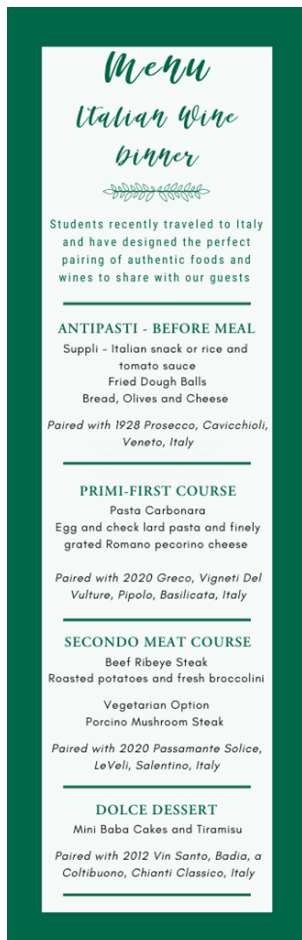 Menu
Italian Wine
Dinner
Students recently traveled to Italy
and have designed the perfect
pairing of authentic foods and
wines to share with our guests
ANTIPASTI - BEFORE MEAL
Suppli - Italian snack or rice and
tomato sauce
Fried Dough Balls
Bread, Olives and Cheese
Paired with 1928 Prosecco, Cavicchioli,
Veneto, Italy
PRIMI-FIRST COURSE
Pasta Carbonara
Egg and check lard pasta and finely
grated Romano pecorino cheese
Paired with 2020 Greco, Vigneti Del
Vulture, Pipolo, Basilicata, Italy
SECONDO MEAT COURSE
Beef Ribeye Steak
Roasted potatoes and fresh broccolini
Vegetarian Option
Porcino Mushroom Steak
Paired with 2020 Passamante Solice,
LeVeli, Salentino, Italy
DOLCE DESSERT
Mini Baba Cakes and Tiramisu
Paired with 2012 Vin Santo, Badia, a
Coltibuono, Chianti Classico, Italy